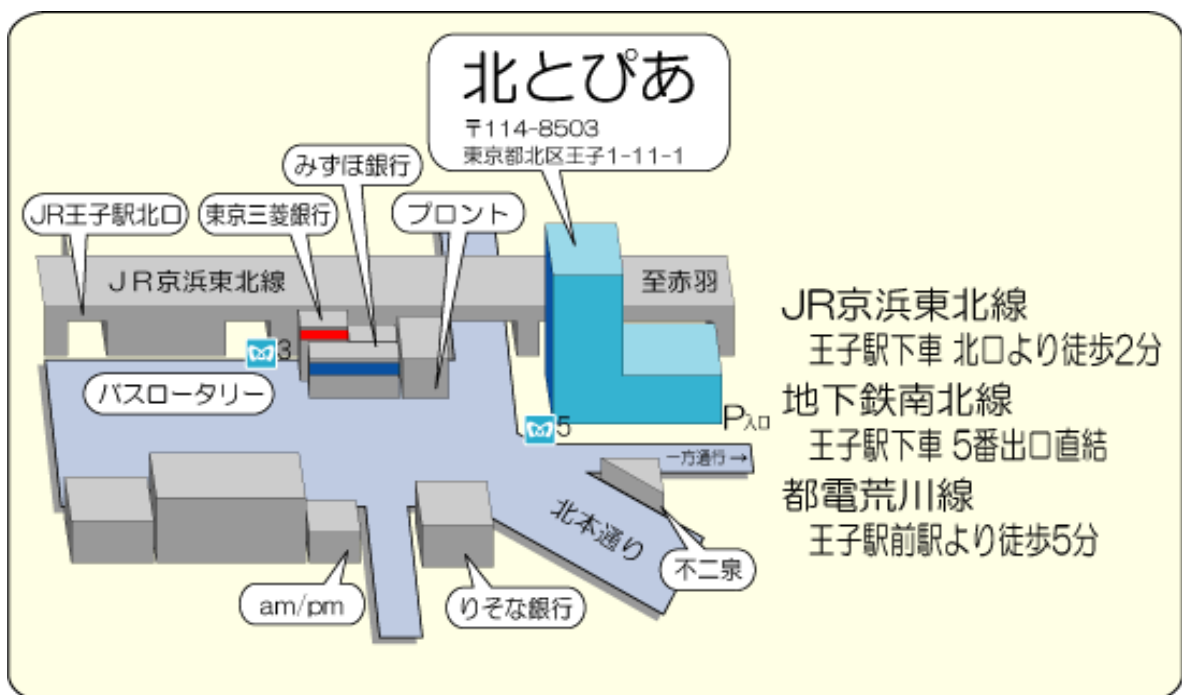 北とぴあ
〒114-8503
東京都北区王子1-11-1
みずほ銀行
JR王子駅北口
東京三菱銀行
プロント
JR京浜東北線
至赤羽
3
バスロータリー
5
P入口
一方通行→
北本通り
不二泉
am/pm
りそな銀行
JR京浜東北線
王子駅下車 北口より徒歩2分
地下鉄南北線
王子駅下車 5番出口直結
都電荒川線
王子駅前駅より徒歩5分